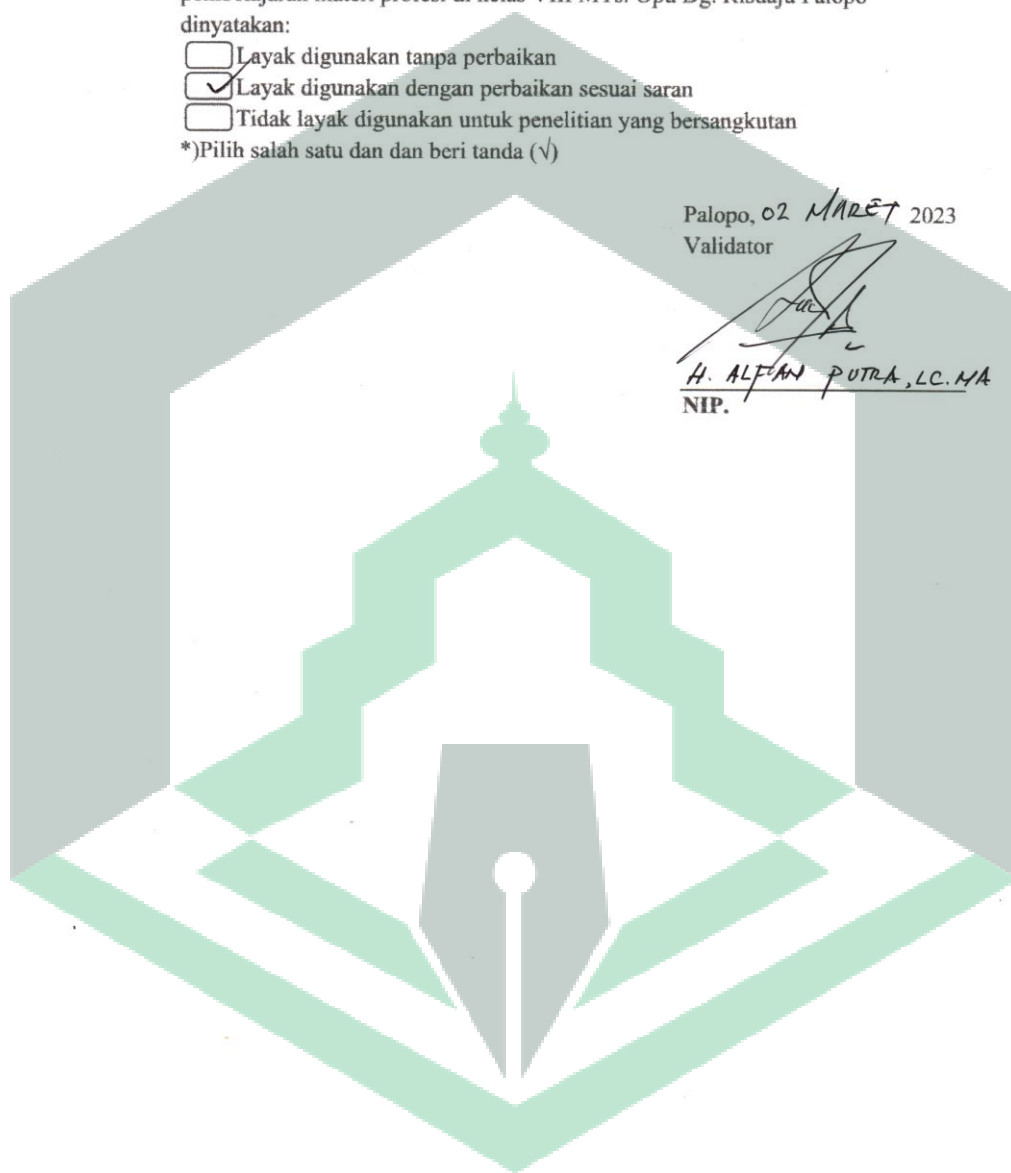 dinyatakan:
Layak digunakan tanpa perbaikan
✓ Layak digunakan dengan perbaikan sesuai saran
Tidak layak digunakan untuk penelitian yang bersangkutan
*)Pilih salah satu dan dan beri tanda (√)
Palopo, 02 MARET 2023
Validator
H. ALFIAN PUTRA, LC. MA
NIP.